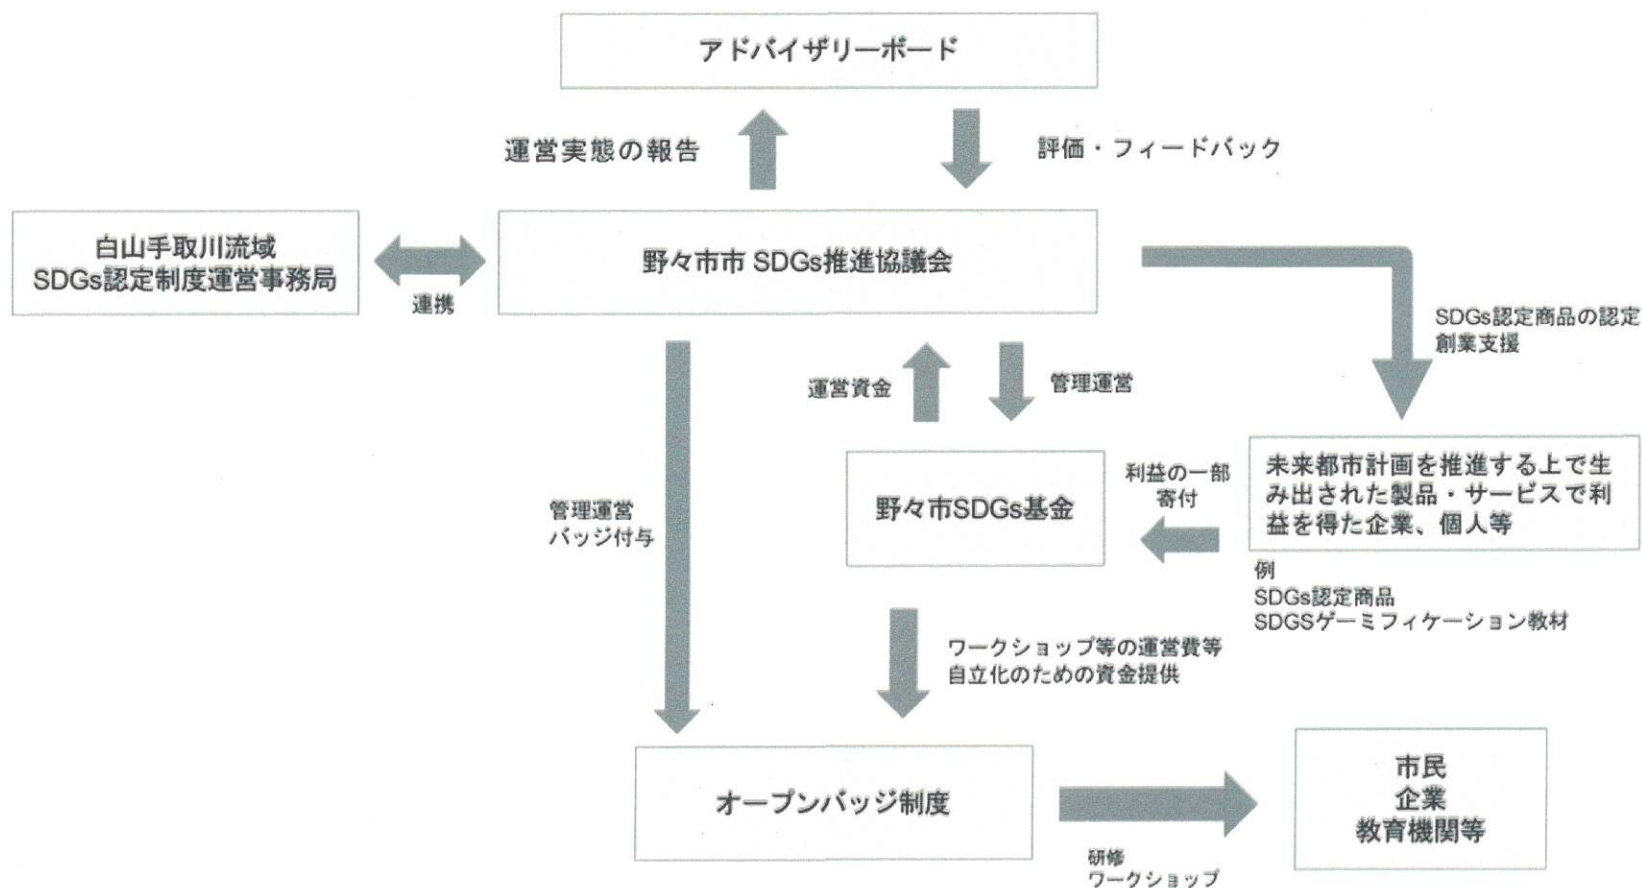 アドバイザリーボード
運営実態の報告
評価・フィードバック
白山手取川流域
SDGs認定制度運営事務局
連携
野々市市 SDGs推進協議会
SDGs認定商品の認定
創業支援
運営資金
管理運営
管理運営
バッジ付与
野々市SDGs基金
利益の一部
寄付
未来都市計画を推進する上で生
み出された製品・サービスで利
益を得た企業、個人等
例
SDGs認定商品
SDGSゲーミフィケーション教材
ワークショップ等の運営費等
自立化のための資金提供
オープンバッジ制度
研修
ワークショップ
市民
企業
教育機関等